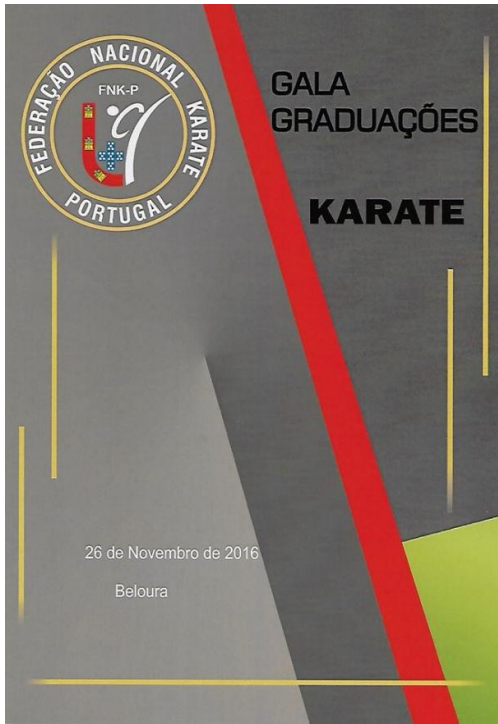 FEDERAÇÃO NACIONAL KARATE
PORTUGAL
FNK-P
GALA
GRADUAÇÕES
KARATE
26 de Novembro de 2016
Beloura